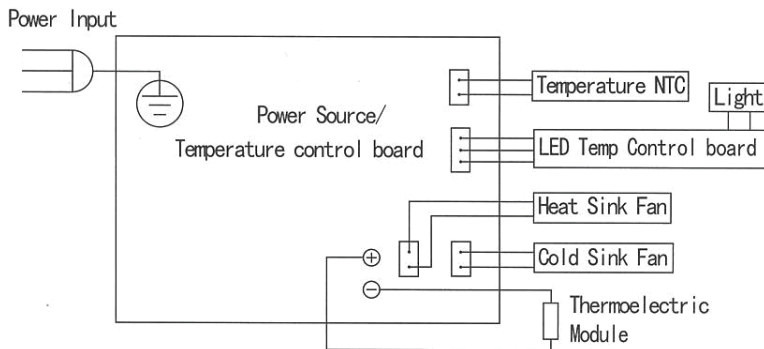 Power Input
Power Source/
Temperature control board
Temperature NTC
Light
LED Temp Control board
Heat Sink Fan
Cold Sink Fan
+
−
Thermoelectric
Module